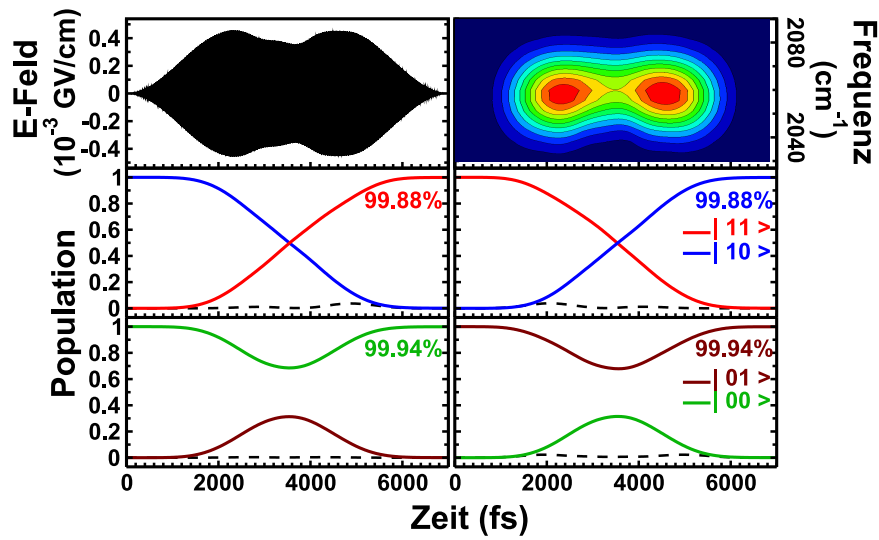 E-Feld
(10⁻³ GV/cm)
0.4
0.2
0
-0.2
-0.4
2080
2040
Frequenz
(cm⁻¹)
Population
1
0.8
0.6
0.4
0.2
0
99.88%
99.88%
| 11 >
| 10 >
1
0.8
0.6
0.4
0.2
0
99.94%
99.94%
| 01 >
| 00 >
0 2000 4000 6000
0 2000 4000 6000
Zeit (fs)